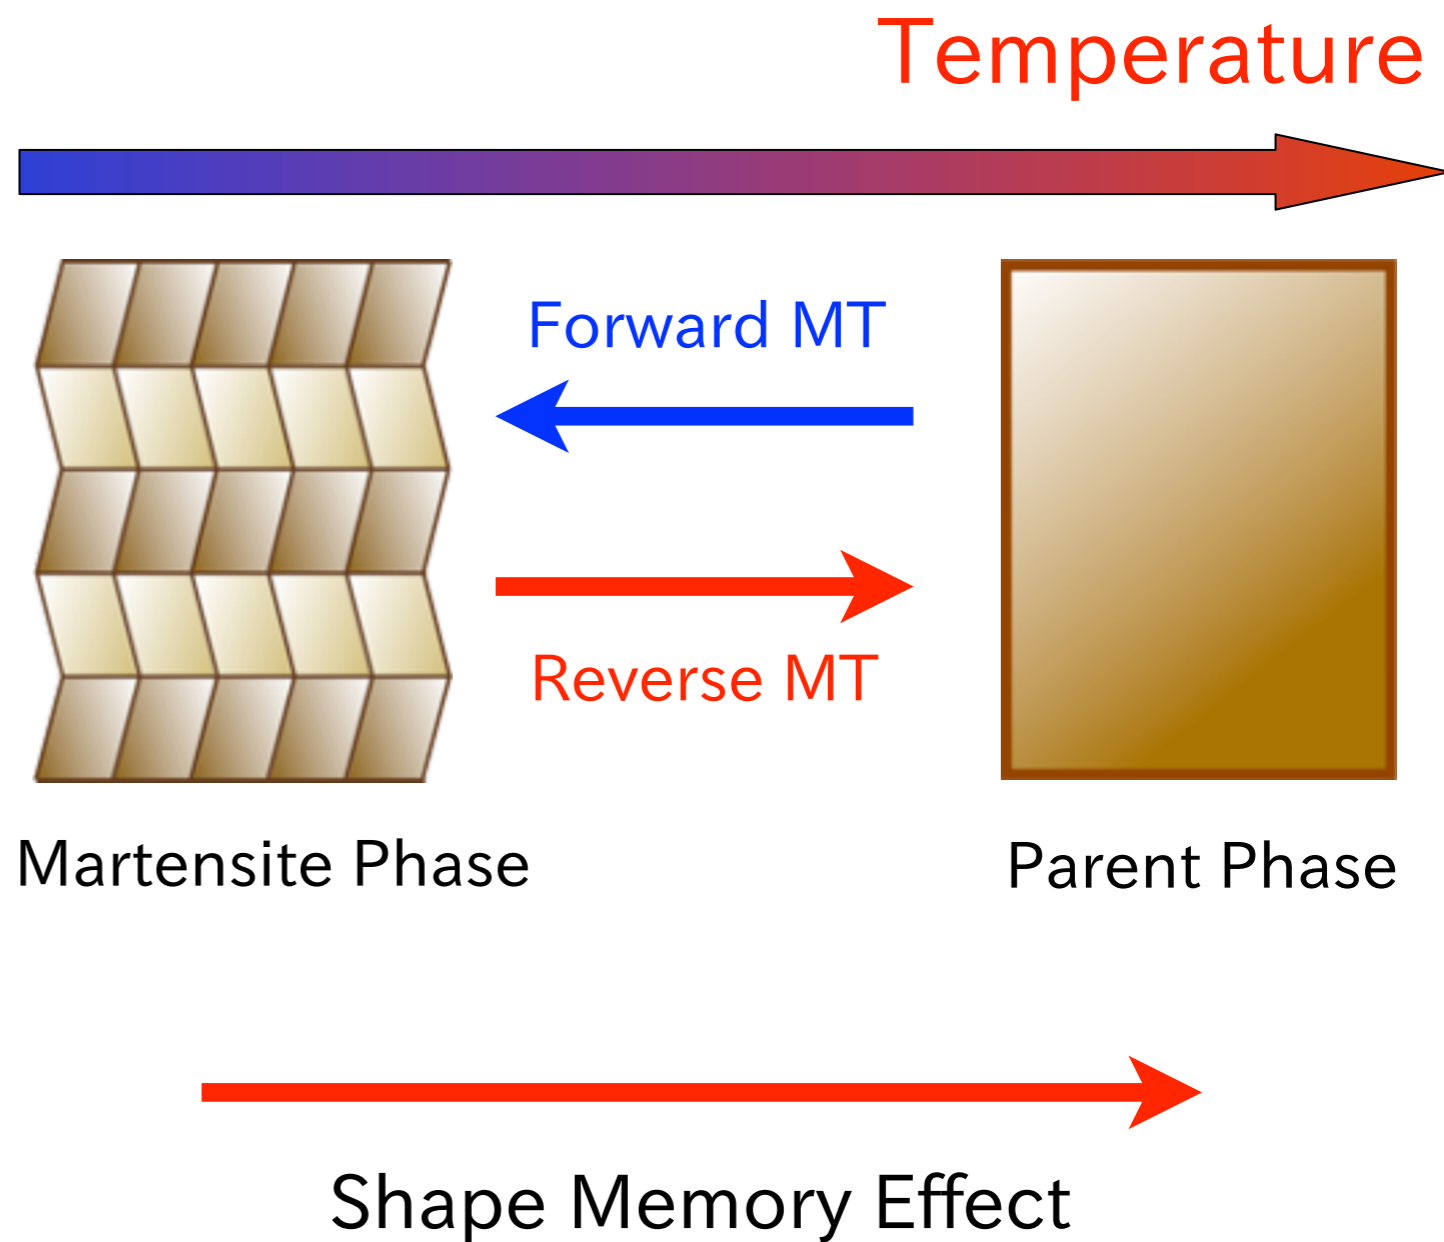 Temperature
Forward MT
Reverse MT
Martensite Phase
Parent Phase
Shape Memory Effect